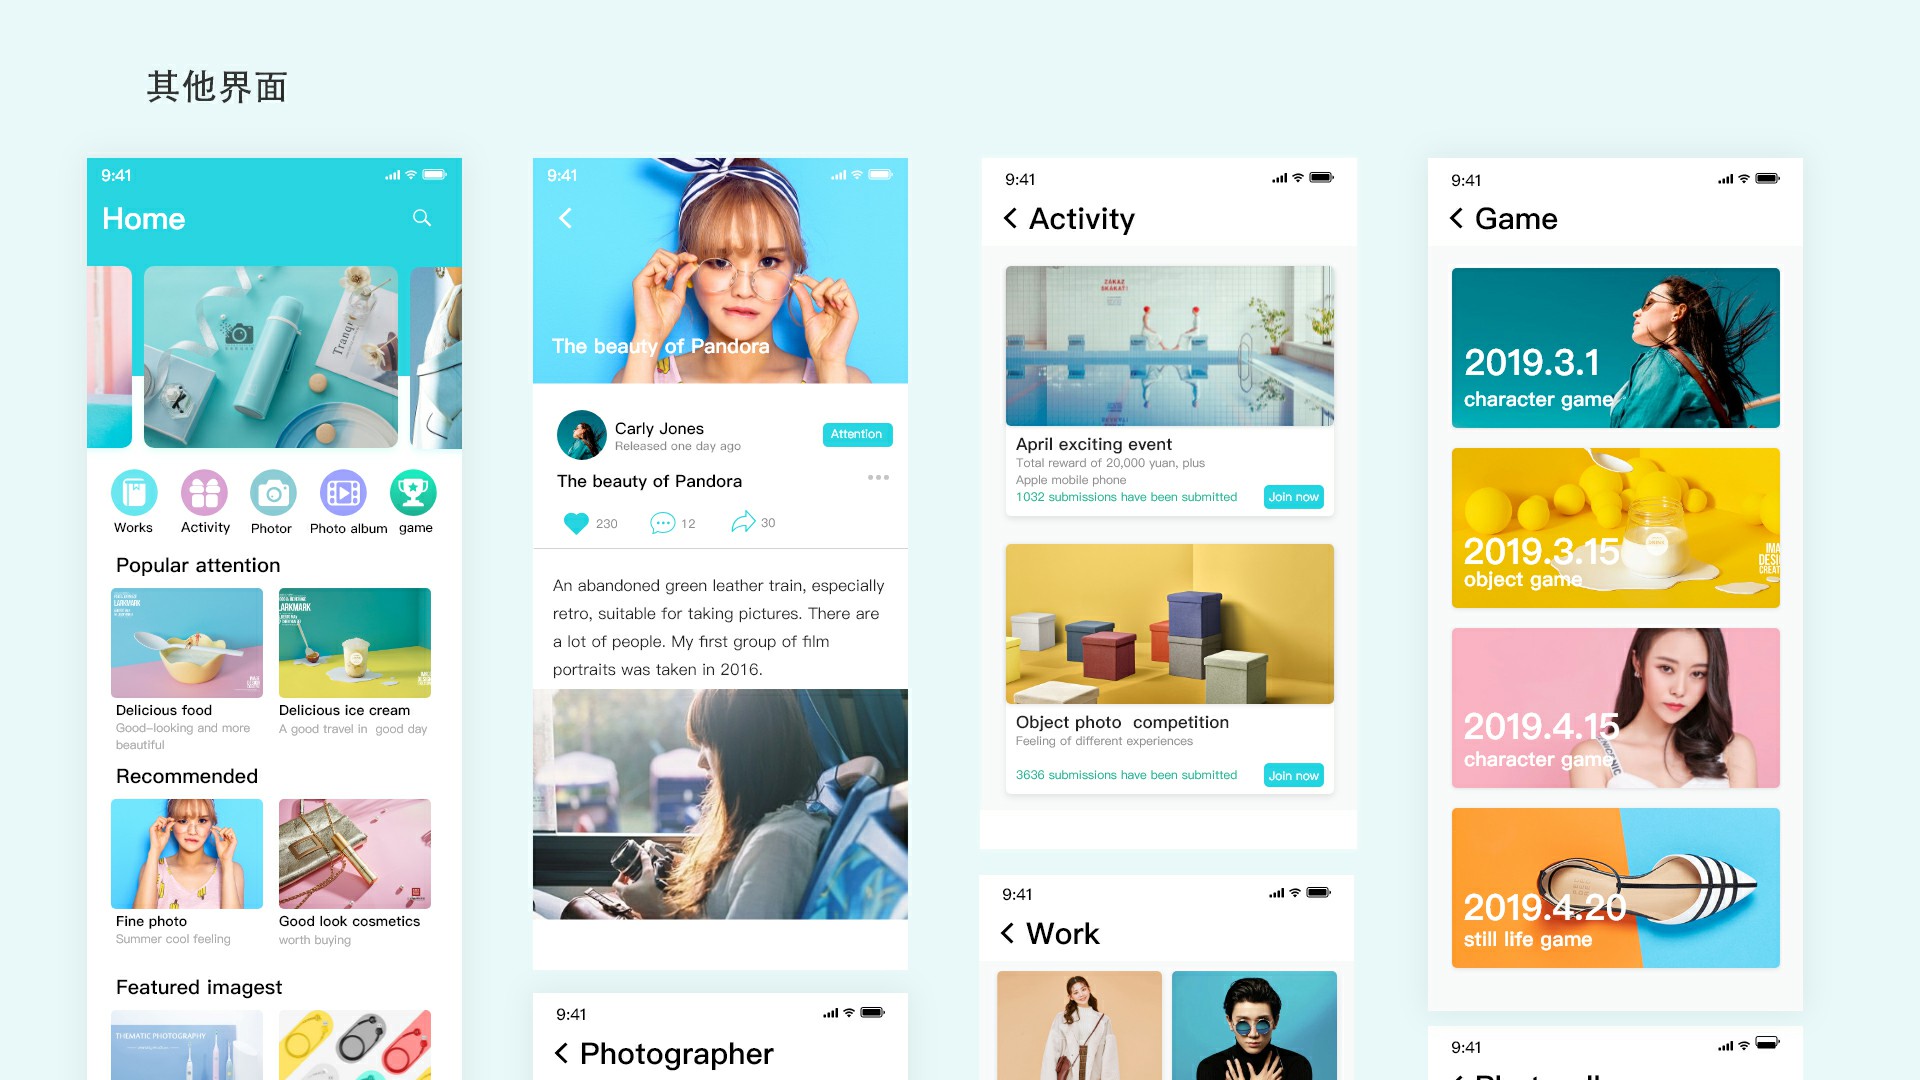 其他界面
9:41
Home
Tranqu
Works
Activity
Photor
Photo album
game
Popular attention
LARKMARK
LARKMARK
Delicious food
Good-looking and more
beautiful
Delicious ice cream
A good travel in  good day
Recommended
Fine photo
Summer cool feeling
Good look cosmetics
worth buying
Featured imagest
THEMATIC PHOTOGRAPHY
9:41
The beauty of Pandora
Carly Jones
Released one day ago
Attention
The beauty of Pandora
230
12
30
An abandoned green leather train, especially
retro, suitable for taking pictures. There are
a lot of people. My first group of film
portraits was taken in 2016.
9:41
Photographer
9:41
Activity
ZÁKAZ
SKÁKAT!
April exciting event
Total reward of 20,000 yuan, plus
Apple mobile phone
1032 submissions have been submitted
Join now
Object photo  competition
Feeling of different experiences
3636 submissions have been submitted
Join now
9:41
Work
9:41
Game
2019.3.1
character game
2019.3.15
object game
IMA
DESI
CREAT
2019.4.15
character game
2019.4.20
still life game
9:41